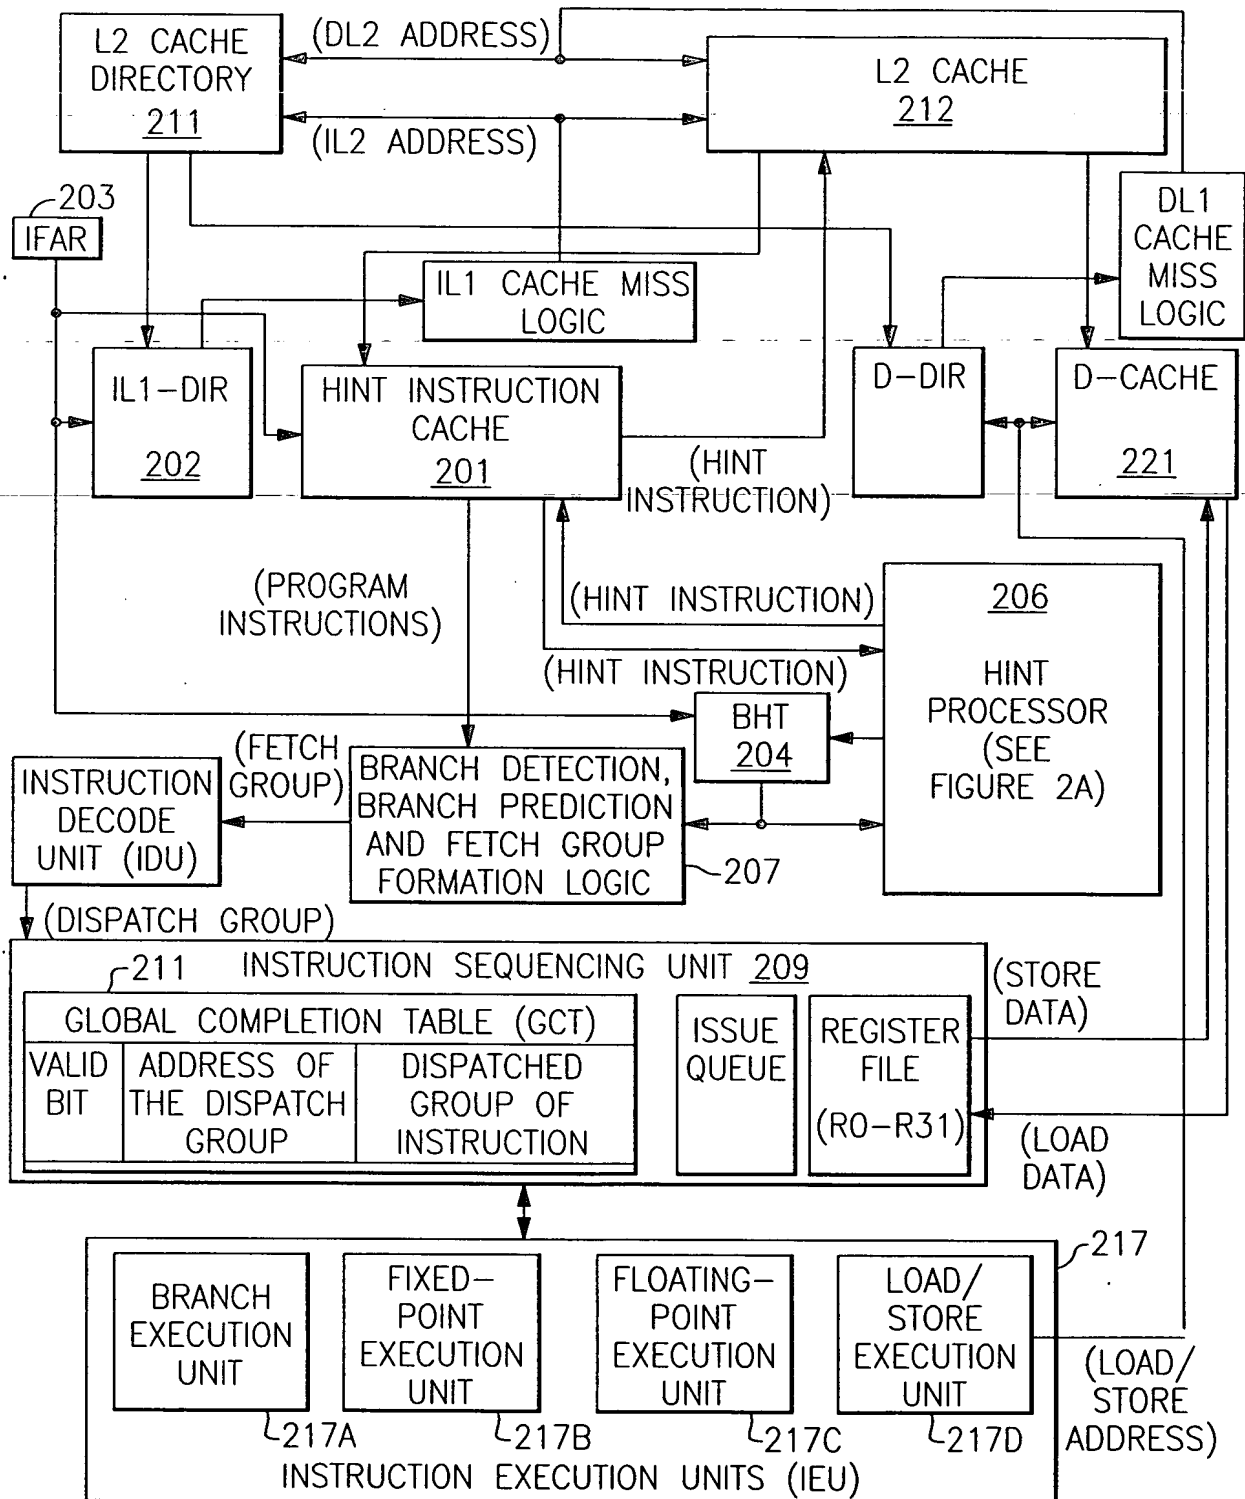 L2 CACHE
DIRECTORY
211
(DL2 ADDRESS)
(IL2 ADDRESS)
L2 CACHE
212
203
IFAR
DL1
CACHE
MISS
LOGIC
IL1 CACHE MISS
LOGIC
IL1-DIR
202
HINT INSTRUCTION
CACHE
201
D-DIR
D-CACHE
221
(HINT
INSTRUCTION)
(PROGRAM
INSTRUCTIONS)
(HINT INSTRUCTION)
(HINT INSTRUCTION)
206
HINT
PROCESSOR
(SEE
FIGURE 2A)
BHT
204
(FETCH
GROUP)
INSTRUCTION
DECODE
UNIT (IDU)
BRANCH DETECTION,
BRANCH PREDICTION
AND FETCH GROUP
FORMATION LOGIC
207
(DISPATCH GROUP)
211
INSTRUCTION SEQUENCING UNIT 209
GLOBAL COMPLETION TABLE (GCT)
VALID
BIT
ADDRESS OF
THE DISPATCH
GROUP
DISPATCHED
GROUP OF
INSTRUCTION
ISSUE
QUEUE
REGISTER
FILE
(R0-R31)
(STORE
DATA)
(LOAD
DATA)
217
BRANCH
EXECUTION
UNIT
FIXED-
POINT
EXECUTION
UNIT
FLOATING-
POINT
EXECUTION
UNIT
LOAD/
STORE
EXECUTION
UNIT
(LOAD/
STORE
ADDRESS)
217A
217B
217C
217D
INSTRUCTION EXECUTION UNITS (IEU)